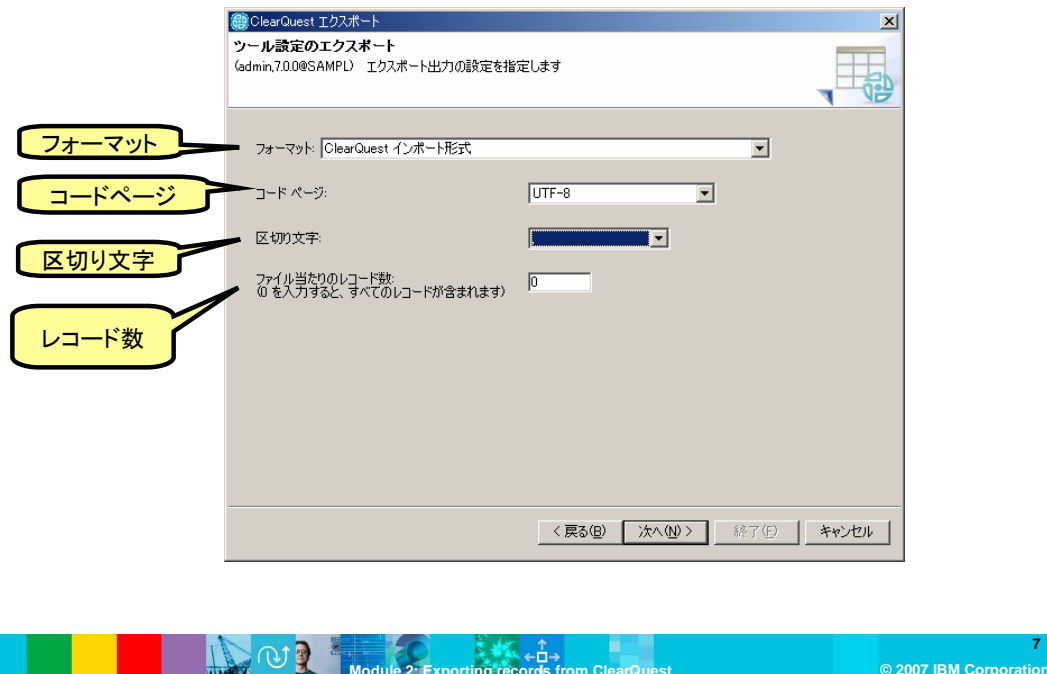 ClearQuest エクスポート
ツール設定のエクスポート
(admin,7.0.0@SAMPL) エクスポート出力の設定を指定します
フォーマット
フォーマット: ClearQuest インポート形式
コードページ
コード ページ: UTF-8
区切り文字
区切り文字:
ファイル当たりのレコード数: 0
(0 を入力すると、すべてのレコードが含まれます)
レコード数
< 戻る(B) 次へ(N) > 終了(F) キャンセル
7
Module 2: Exporting records from ClearQuest
© 2007 IBM Corporation